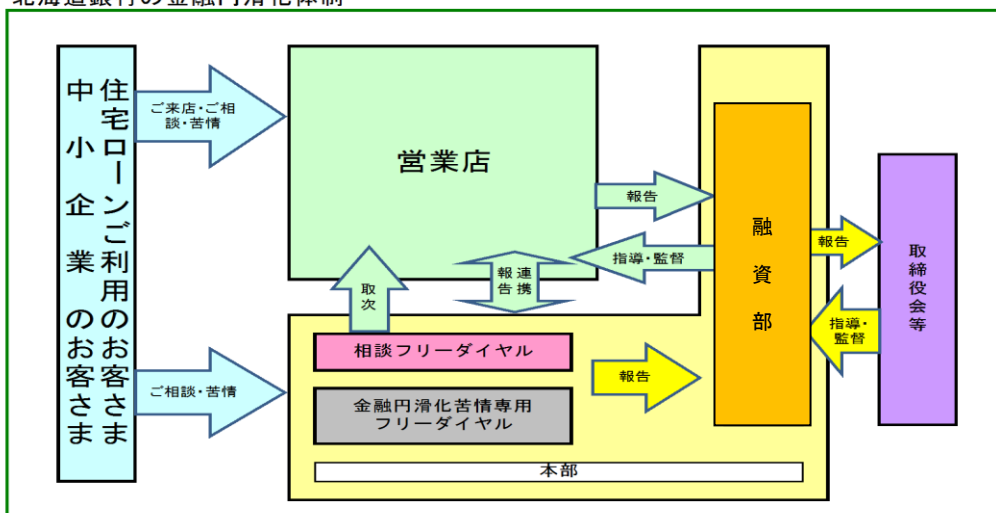 北海道銀行の金融円滑化体制
住宅ローンご利用のお客さま
中小企業のお客さま
ご来店・ご相
談・苦情
営業店
報告
指導・監督
融資部
報告
取締役会等
指導・
監督
取次
連携
報告
相談フリーダイヤル
報告
ご相談・苦情
金融円滑化苦情専用
フリーダイヤル
本部